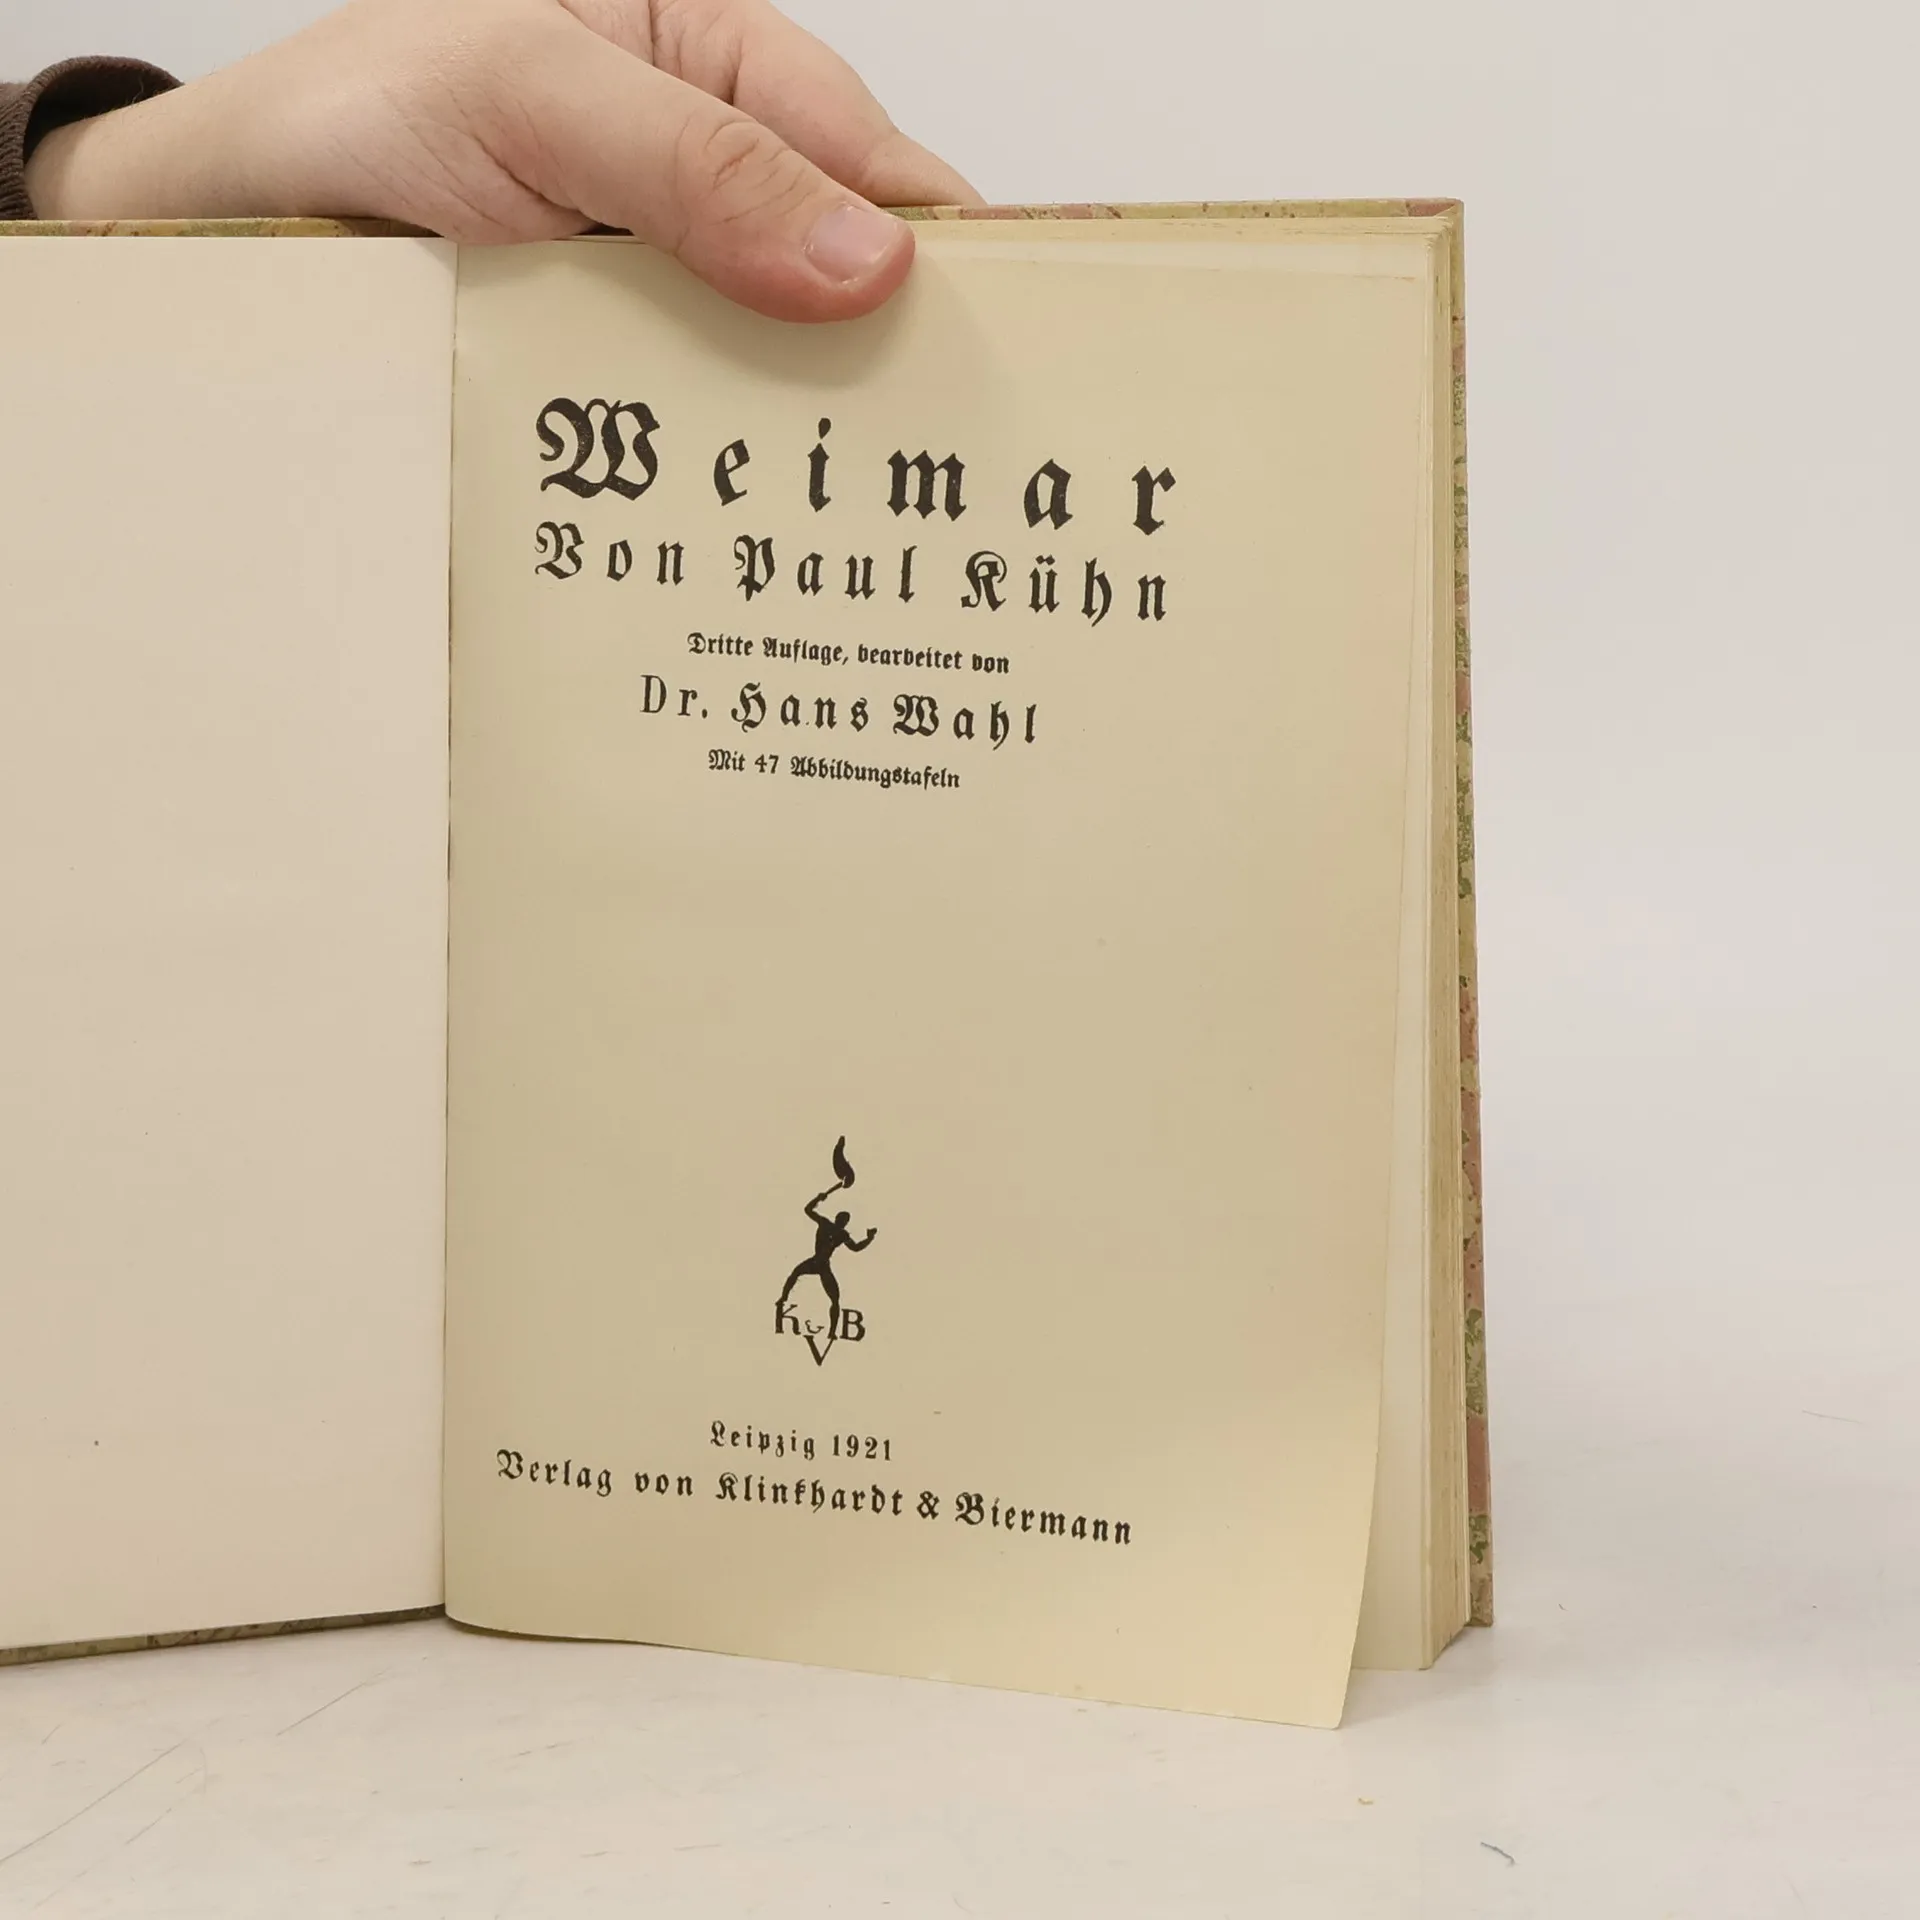 Weimar
Von Paul Kühn
Dritte Auflage, bearbeitet von
Dr. Hans Wahl
Mit 47 Abbildungstafeln
K & B
V
Leipzig 1921
Verlag von Klinkhardt & Biermann